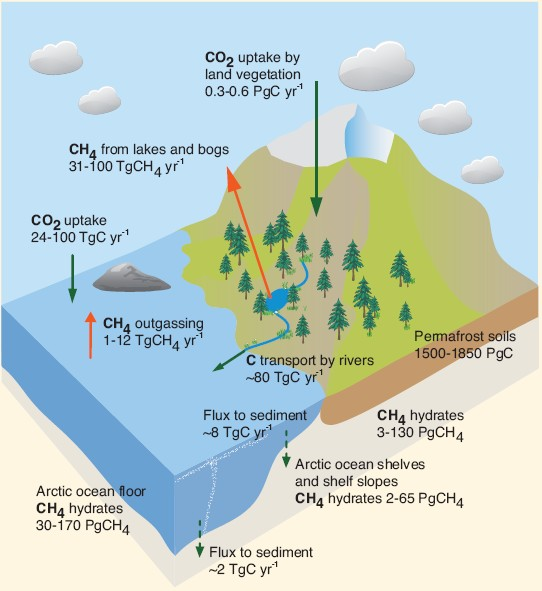 CO2 uptake by
land vegetation
0.3-0.6 PgC yr-1
CH4 from lakes and bogs
31-100 TgCH4 yr-1
CO2 uptake
24-100 TgC yr-1
CH4 outgassing
1-12 TgCH4 yr-1
Permafrost soils
1500-1850 PgC
C transport by rivers
~80 TgC yr-1
Flux to sediment
~8 TgC yr-1
CH4 hydrates
3-130 PgCH4
Arctic ocean shelves
and shelf slopes
CH4 hydrates 2-65 PgCH4
Arctic ocean floor
CH4 hydrates
30-170 PgCH4
Flux to sediment
~2 TgC yr-1